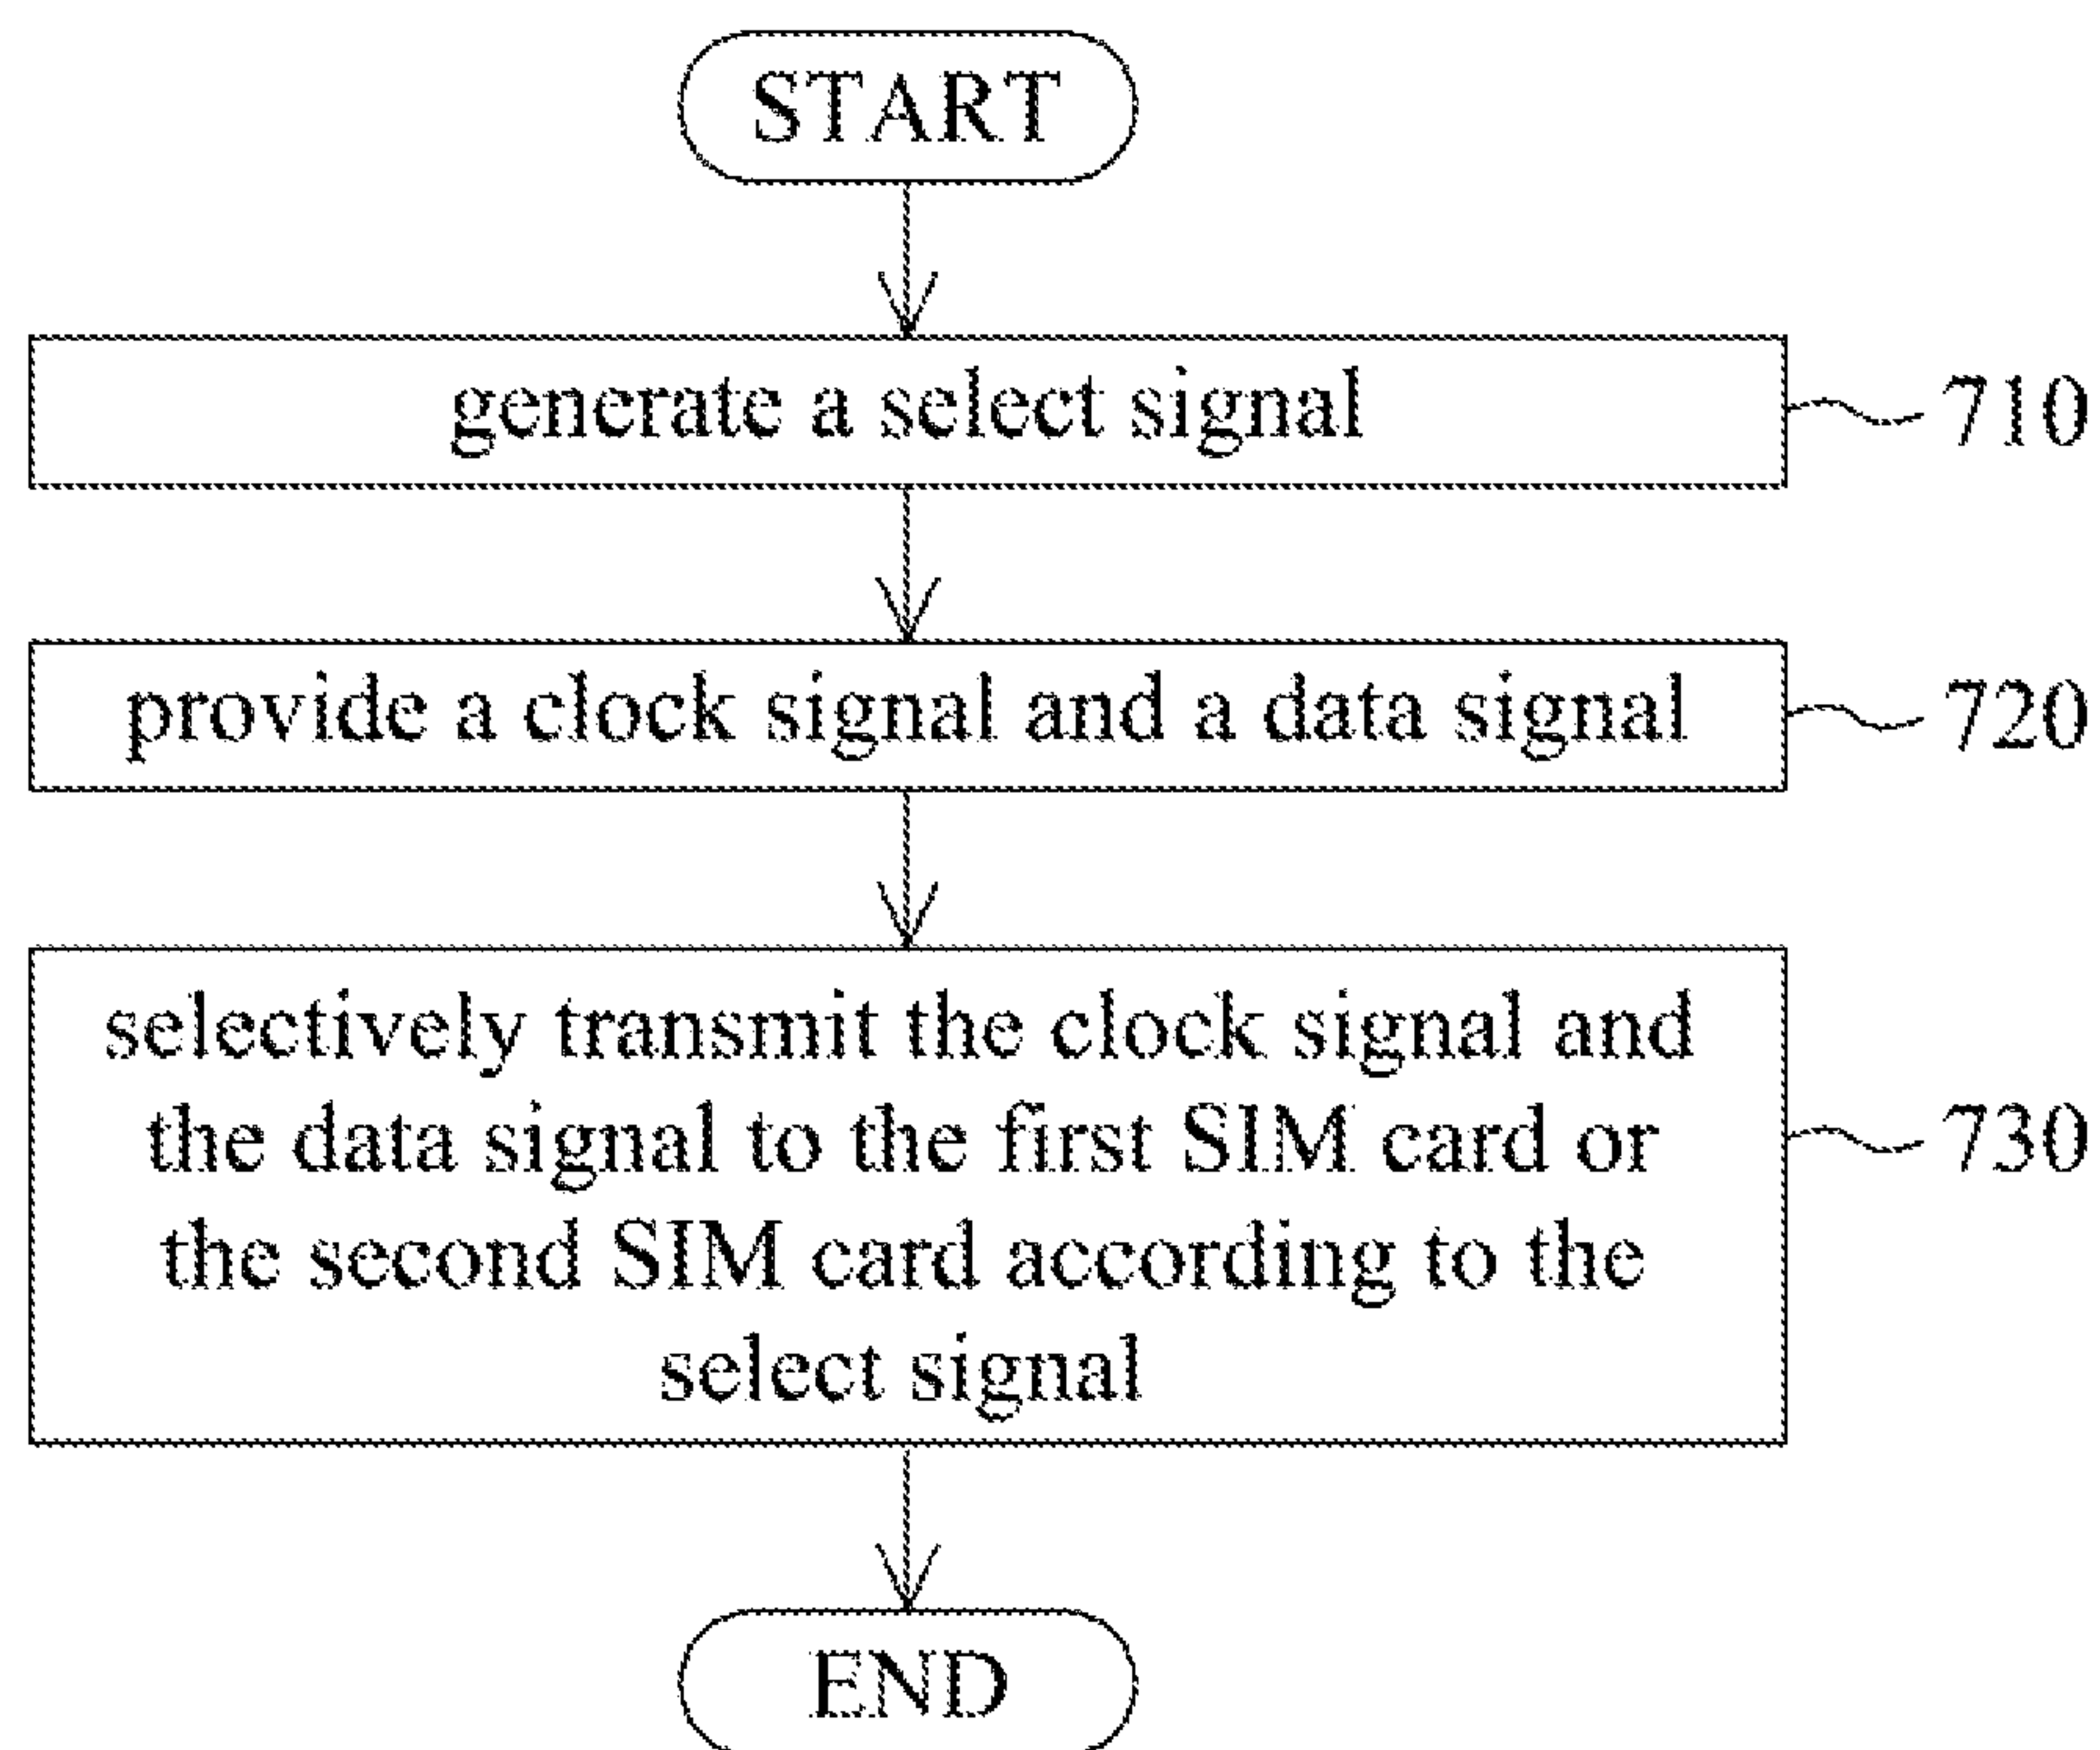 START
generate a select signal
710
provide a clock signal and a data signal
720
selectively transmit the clock signal and
the data signal to the first SIM card or
the second SIM card according to the
select signal
730
END